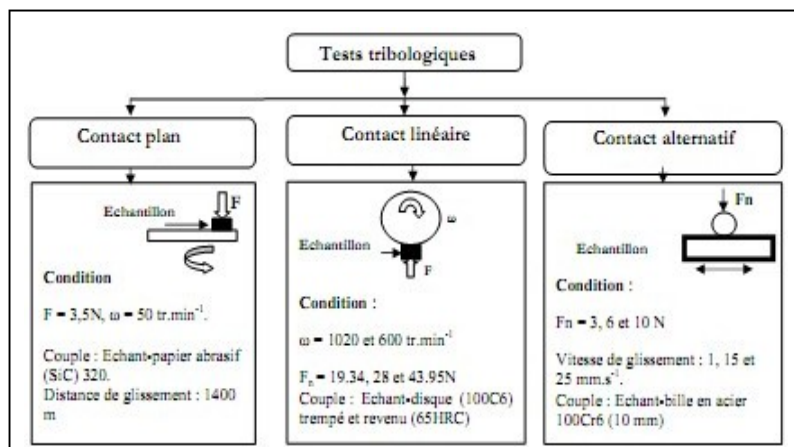 Tests tribologiques
Contact plan
Contact linéaire
Contact alternatif
F
Echantillon
Condition
F = 3,5N, ω = 50 tr.min⁻¹.
Couple : Echant-papier abrasif
(SiC) 320.
Distance de glissement : 1400
m
ω
Echantillon
F
Condition :
ω = 1020 et 600 tr.min⁻¹
Fₙ = 19.34, 28 et 43.95N
Couple : Echant-disque (100C6)
trempé et revenu (65HRC)
Fn
Echantillon
Condition :
Fn = 3, 6 et 10 N
Vitesse de glissement : 1, 15 et
25 mm.s⁻¹.
Couple : Echant-bille en acier
100Cr6 (10 mm)